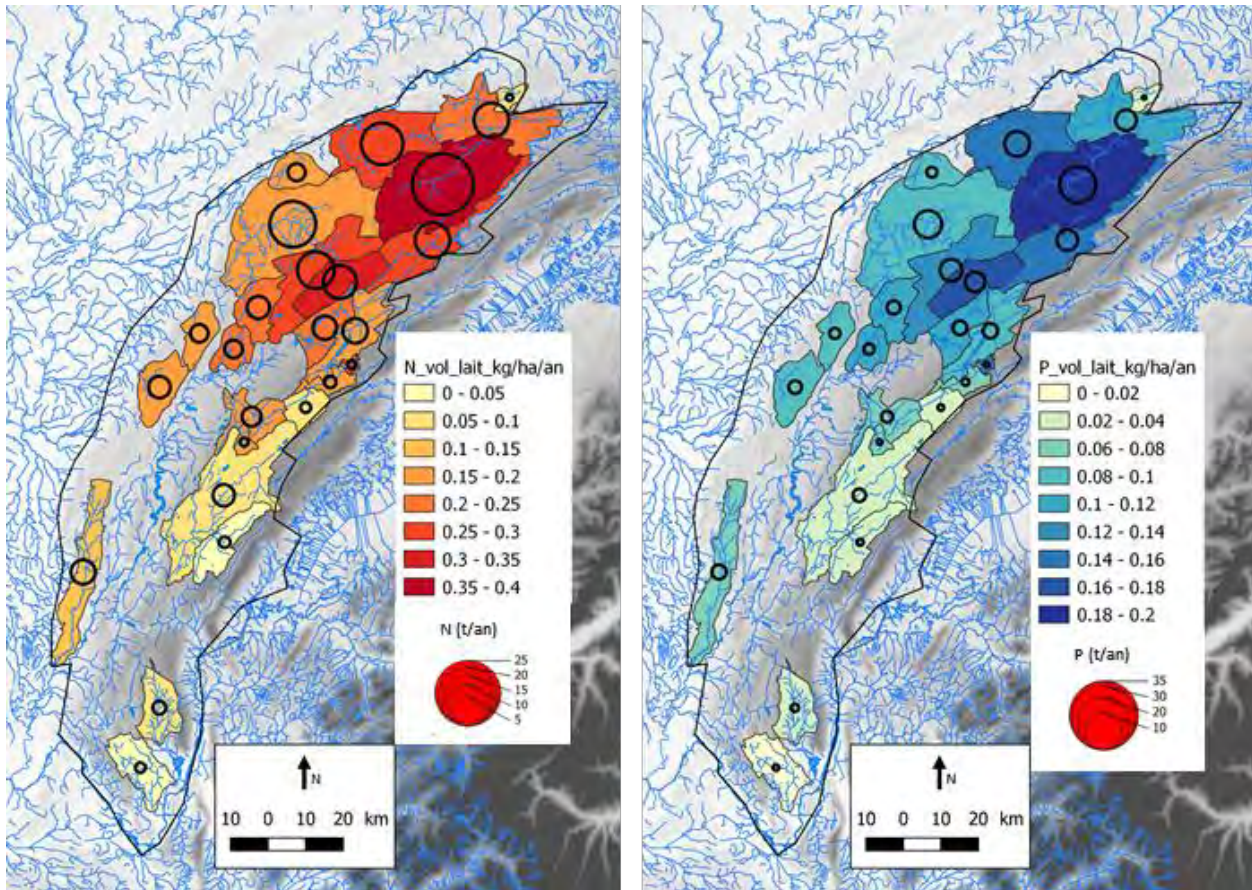 N_vol_lait_kg/ha/an
0 - 0.05
0.05 - 0.1
0.1 - 0.15
0.15 - 0.2
0.2 - 0.25
0.25 - 0.3
0.3 - 0.35
0.35 - 0.4
N (t/an)
25
20
15
10
5
N
10 0 10 20 km
P_vol_lait_kg/ha/an
0 - 0.02
0.02 - 0.04
0.06 - 0.08
0.08 - 0.1
0.1 - 0.12
0.12 - 0.14
0.14 - 0.16
0.16 - 0.18
0.18 - 0.2
P (t/an)
35
30
20
10
N
10 0 10 20 km